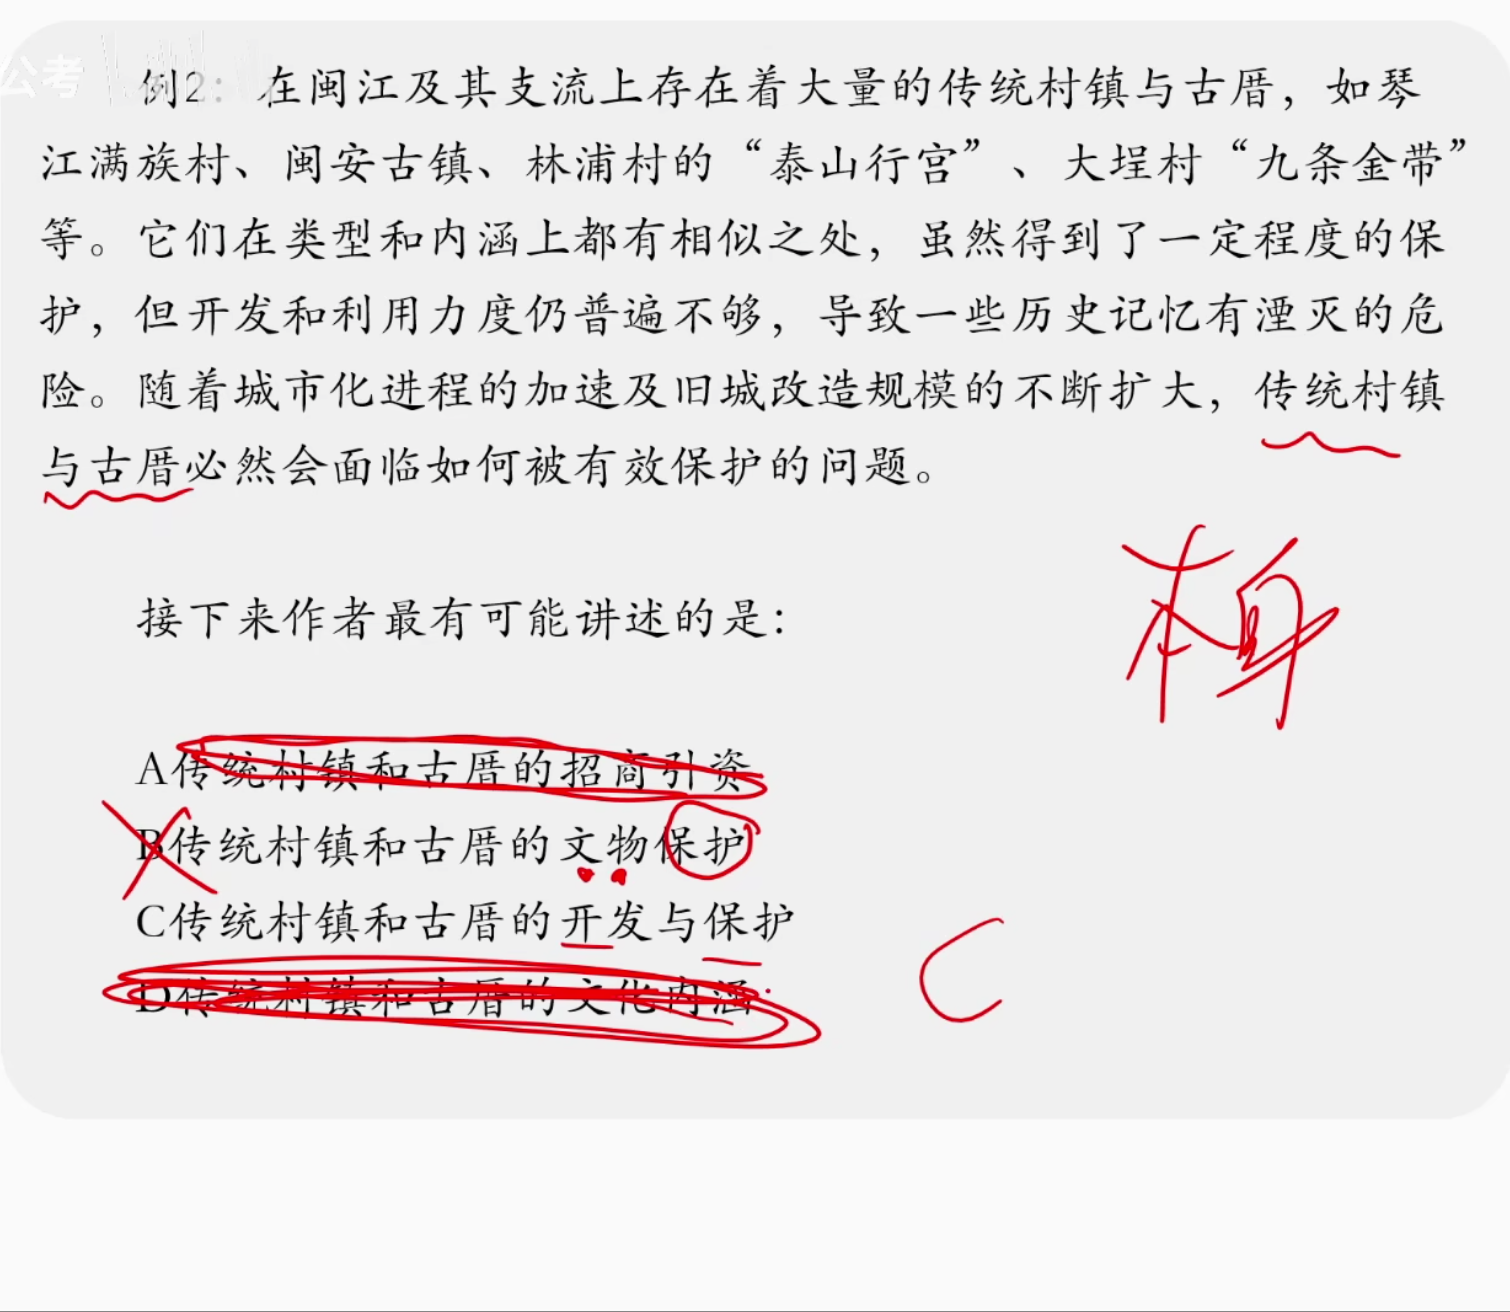 公考
例2：在闽江及其支流上存在着大量的传统村镇与古厝，如琴
江满族村、闽安古镇、林浦村的“泰山行宫”、大埕村“九条金带”
等。它们在类型和内涵上都有相似之处，虽然得到了一定程度的保
护，但开发和利用力度仍普遍不够，导致一些历史记忆有湮灭的危
险。随着城市化进程的加速及旧城改造规模的不断扩大，传统村镇
与古厝必然会面临如何被有效保护的问题。
接下来作者最有可能讲述的是：
本身
A传统村镇和古厝的招商引资
B传统村镇和古厝的文物保护
C传统村镇和古厝的开发与保护
C
D传统村镇和古厝的文化内涵